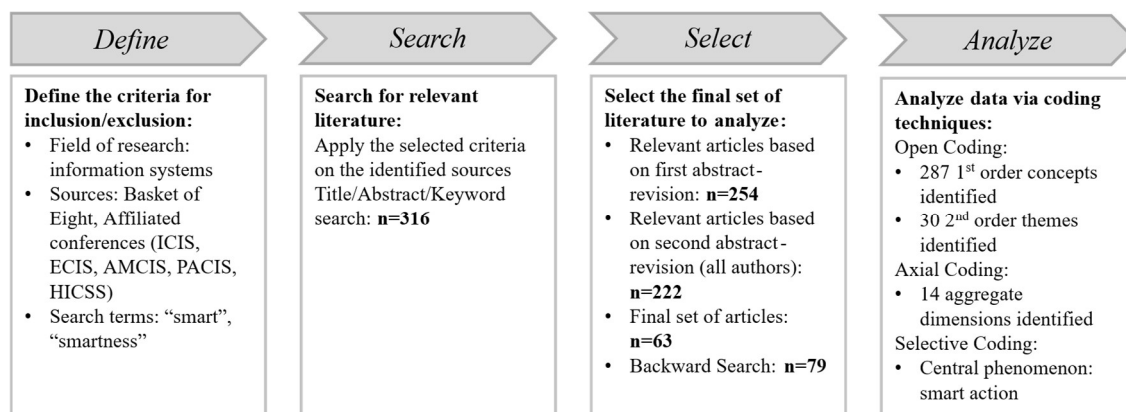 Define
Search
Select
Analyze
Define the criteria for
inclusion/exclusion:
• Field of research:
information systems
• Sources: Basket of
Eight, Affiliated
conferences (ICIS,
ECIS, AMCIS, PACIS,
HICSS)
• Search terms: “smart”,
“smartness”
Search for relevant
literature:
Apply the selected criteria
on the identified sources
Title/Abstract/Keyword
search: n=316
Select the final set of
literature to analyze:
• Relevant articles based
on first abstract-
revision: n=254
• Relevant articles based
on second abstract-
revision (all authors):
n=222
• Final set of articles:
n=63
• Backward Search: n=79
Analyze data via coding
techniques:
Open Coding:
• 287 1st order concepts
identified
• 30 2nd order themes
identified
Axial Coding:
• 14 aggregate
dimensions identified
Selective Coding:
• Central phenomenon:
smart action